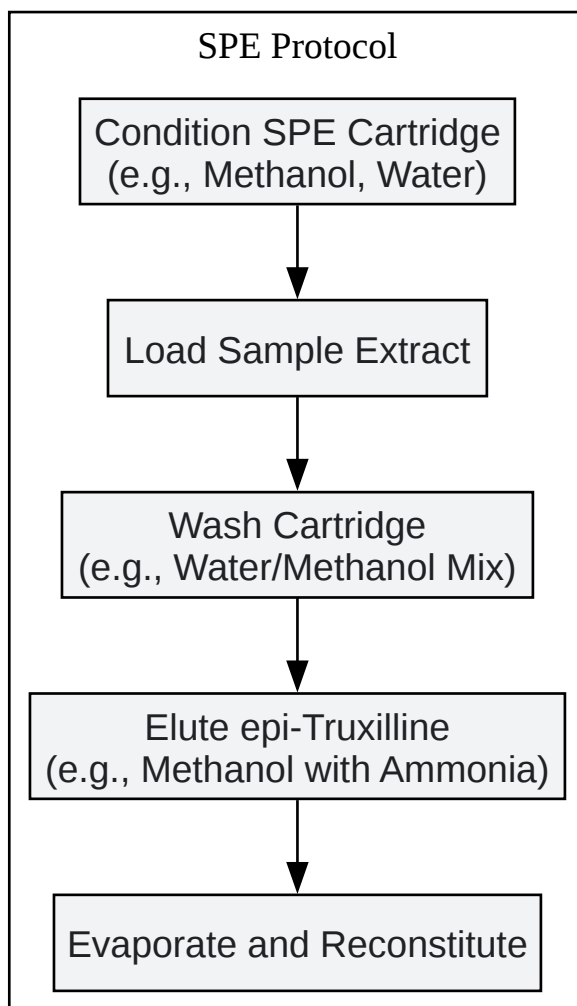 SPE Protocol
Condition SPE Cartridge
(e.g., Methanol, Water)
Load Sample Extract
Wash Cartridge
(e.g., Water/Methanol Mix)
Elute epi-Truxilline
(e.g., Methanol with Ammonia)
Evaporate and Reconstitute